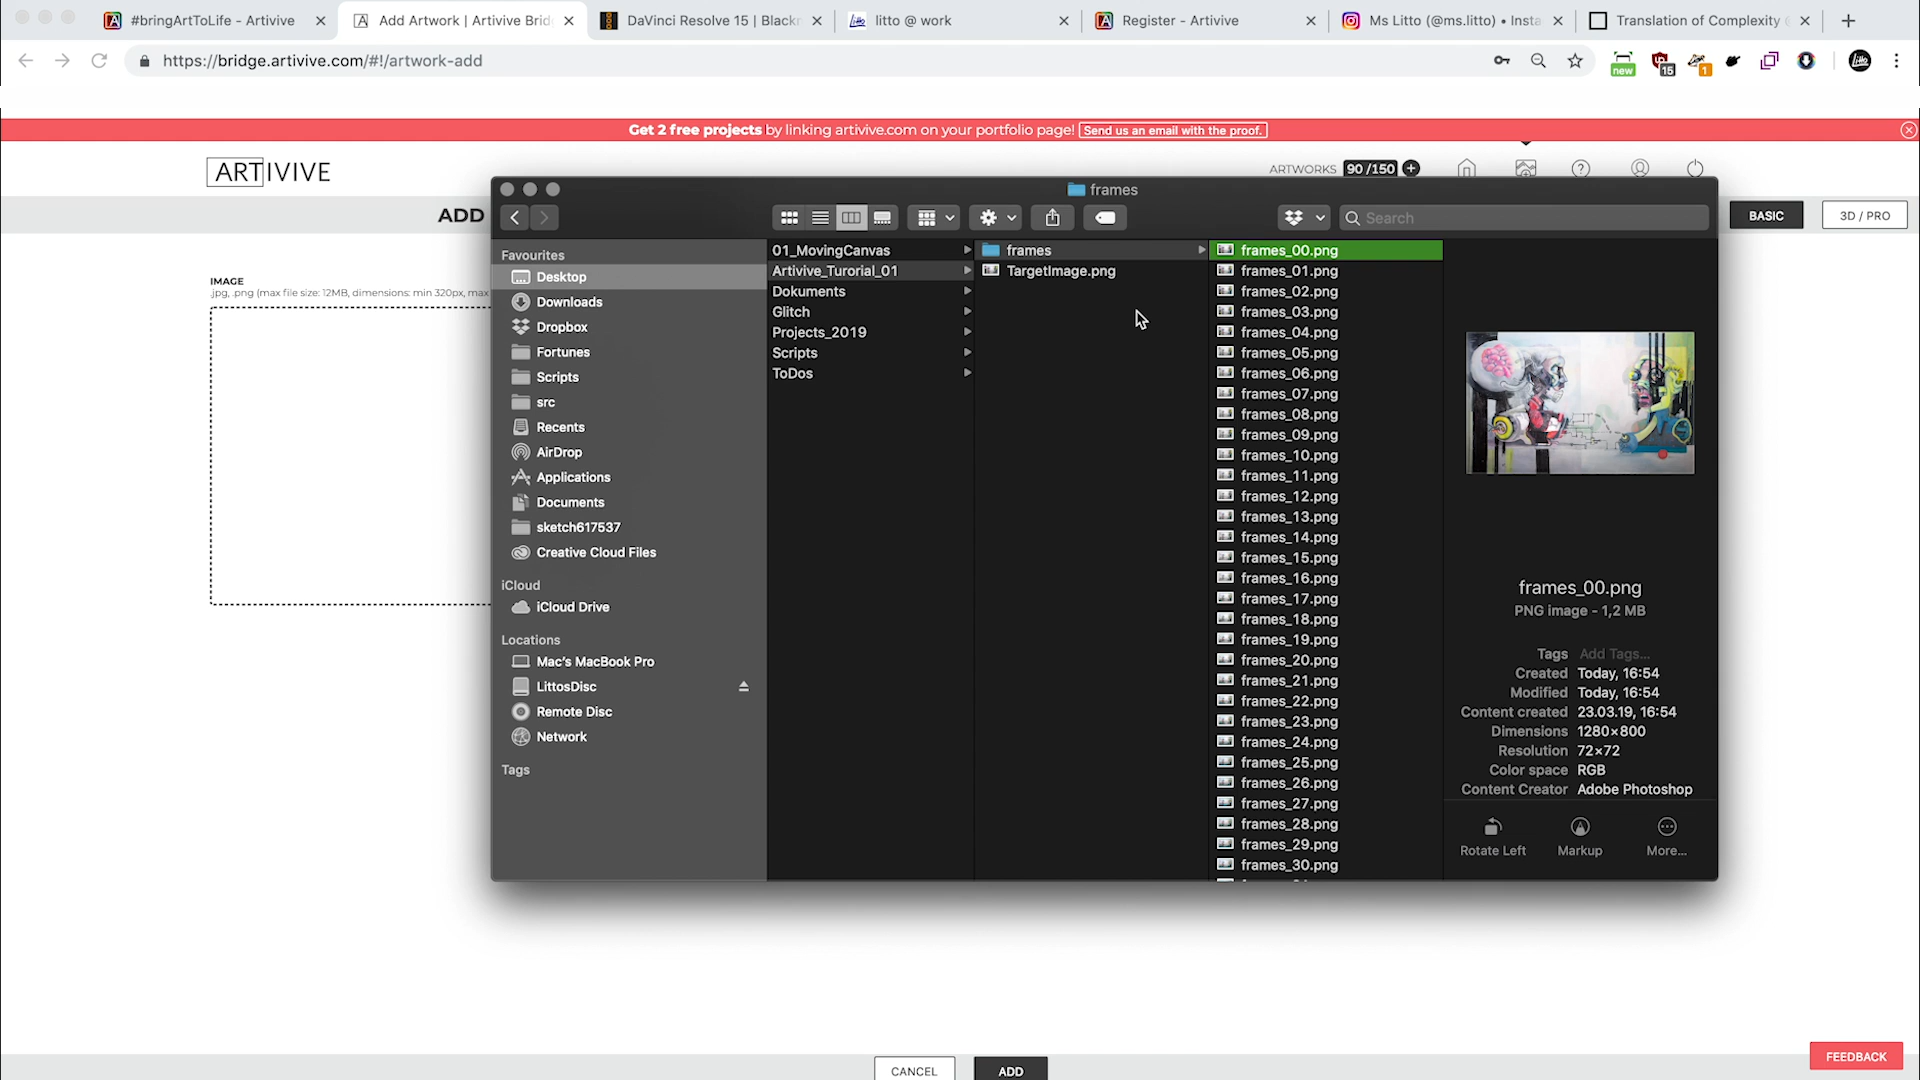 #bringArtToLife - Artivive
Add Artwork | Artivive Brid
DaVinci Resolve 15 | Blackm
litto @ work
Register - Artivive
Ms Litto (@ms.litto) • Insta
Translation of Complexity
https://bridge.artivive.com/#!/artwork-add
new
15
1
Litto
Get 2 free projects by linking artivive.com on your portfolio page! Send us an email with the proof.
ARTIVIVE
ARTWORKS 90 /150
ADD
BASIC
3D / PRO
IMAGE
.jpg, .png (max file size: 12MB, dimensions: min 320px, max
frames
Search
Favourites
Desktop
Downloads
Dropbox
Fortunes
Scripts
src
Recents
AirDrop
Applications
Documents
sketch617537
Creative Cloud Files
iCloud
iCloud Drive
Locations
Mac's MacBook Pro
LittosDisc
Remote Disc
Network
Tags
01_MovingCanvas
Artivive_Turorial_01
Dokuments
Glitch
Projects_2019
Scripts
ToDos
frames
TargetImage.png
frames_00.png
frames_01.png
frames_02.png
frames_03.png
frames_04.png
frames_05.png
frames_06.png
frames_07.png
frames_08.png
frames_09.png
frames_10.png
frames_11.png
frames_12.png
frames_13.png
frames_14.png
frames_15.png
frames_16.png
frames_17.png
frames_18.png
frames_19.png
frames_20.png
frames_21.png
frames_22.png
frames_23.png
frames_24.png
frames_25.png
frames_26.png
frames_27.png
frames_28.png
frames_29.png
frames_30.png
frames_00.png
PNG image - 1,2 MB
Tags Add Tags...
Created Today, 16:54
Modified Today, 16:54
Content created 23.03.19, 16:54
Dimensions 1280×800
Resolution 72×72
Color space RGB
Content Creator Adobe Photoshop
Rotate Left
Markup
More...
CANCEL
ADD
FEEDBACK